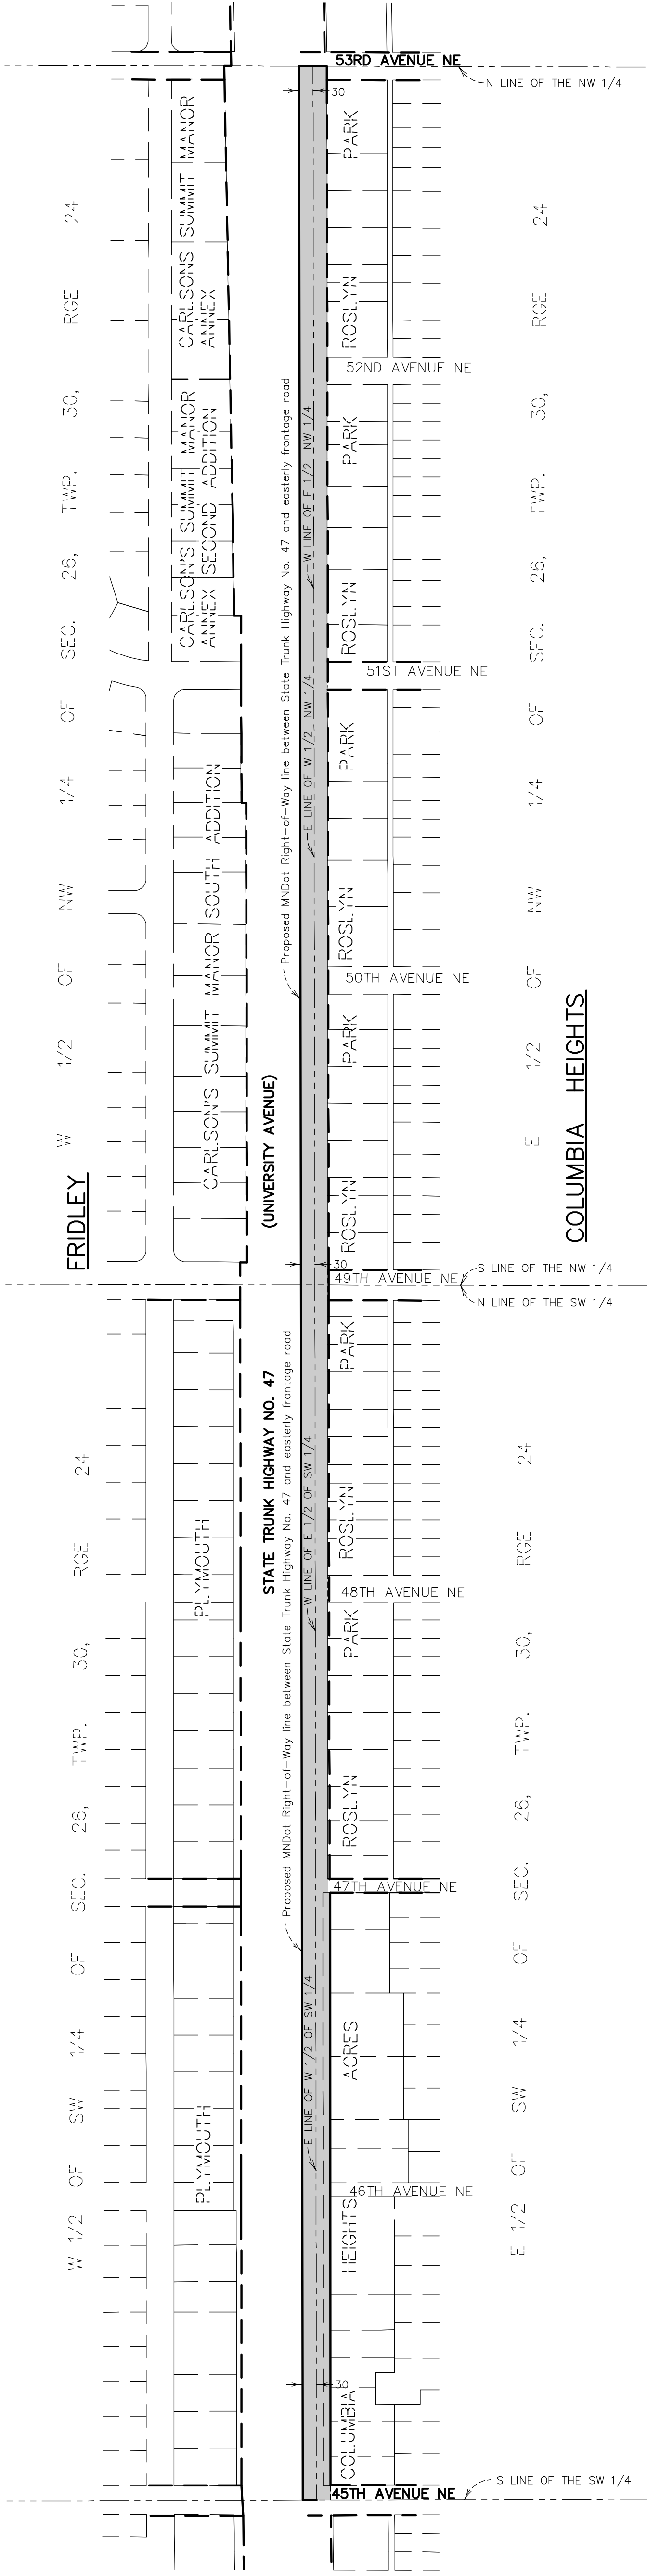 53RD AVENUE NE
N LINE OF THE NW 1/4
30
CARLSONS SUMMIT MANOR
ANNEX
PARK
ROSLYN
W 1/2 OF NW 1/4 OF SEC. 26, TWP. 30, RGE 24
E 1/2 OF NW 1/4 OF SEC. 26, TWP. 30, RGE 24
52ND AVENUE NE
CARLSON'S SUMMIT MANOR
ANNEX SECOND ADDITION
Proposed MNDot Right-of-Way line between State Trunk Highway No. 47 and easterly frontage road
W LINE OF E 1/2 NW 1/4
PARK
ROSLYN
51ST AVENUE NE
E LINE OF W 1/2 NW 1/4
CARLSON'S SUMMIT MANOR SOUTH ADDITION
PARK
ROSLYN
50TH AVENUE NE
PARK
ROSLYN
(UNIVERSITY AVENUE)
FRIDLEY
COLUMBIA HEIGHTS
30
49TH AVENUE NE
S LINE OF THE NW 1/4
N LINE OF THE SW 1/4
STATE TRUNK HIGHWAY NO. 47
Proposed MNDot Right-of-Way line between State Trunk Highway No. 47 and easterly frontage road
W LINE OF E 1/2 OF SW 1/4
PARK
ROSLYN
PLYMOUTH
48TH AVENUE NE
PARK
ROSLYN
W 1/2 OF SW 1/4 OF SEC. 26, TWP. 30, RGE 24
E 1/2 OF SW 1/4 OF SEC. 26, TWP. 30, RGE 24
47TH AVENUE NE
E LINE OF W 1/2 OF SW 1/4
PLYMOUTH
ACRES
46TH AVENUE NE
HEIGHTS
30
COLUMBIA
45TH AVENUE NE
S LINE OF THE SW 1/4